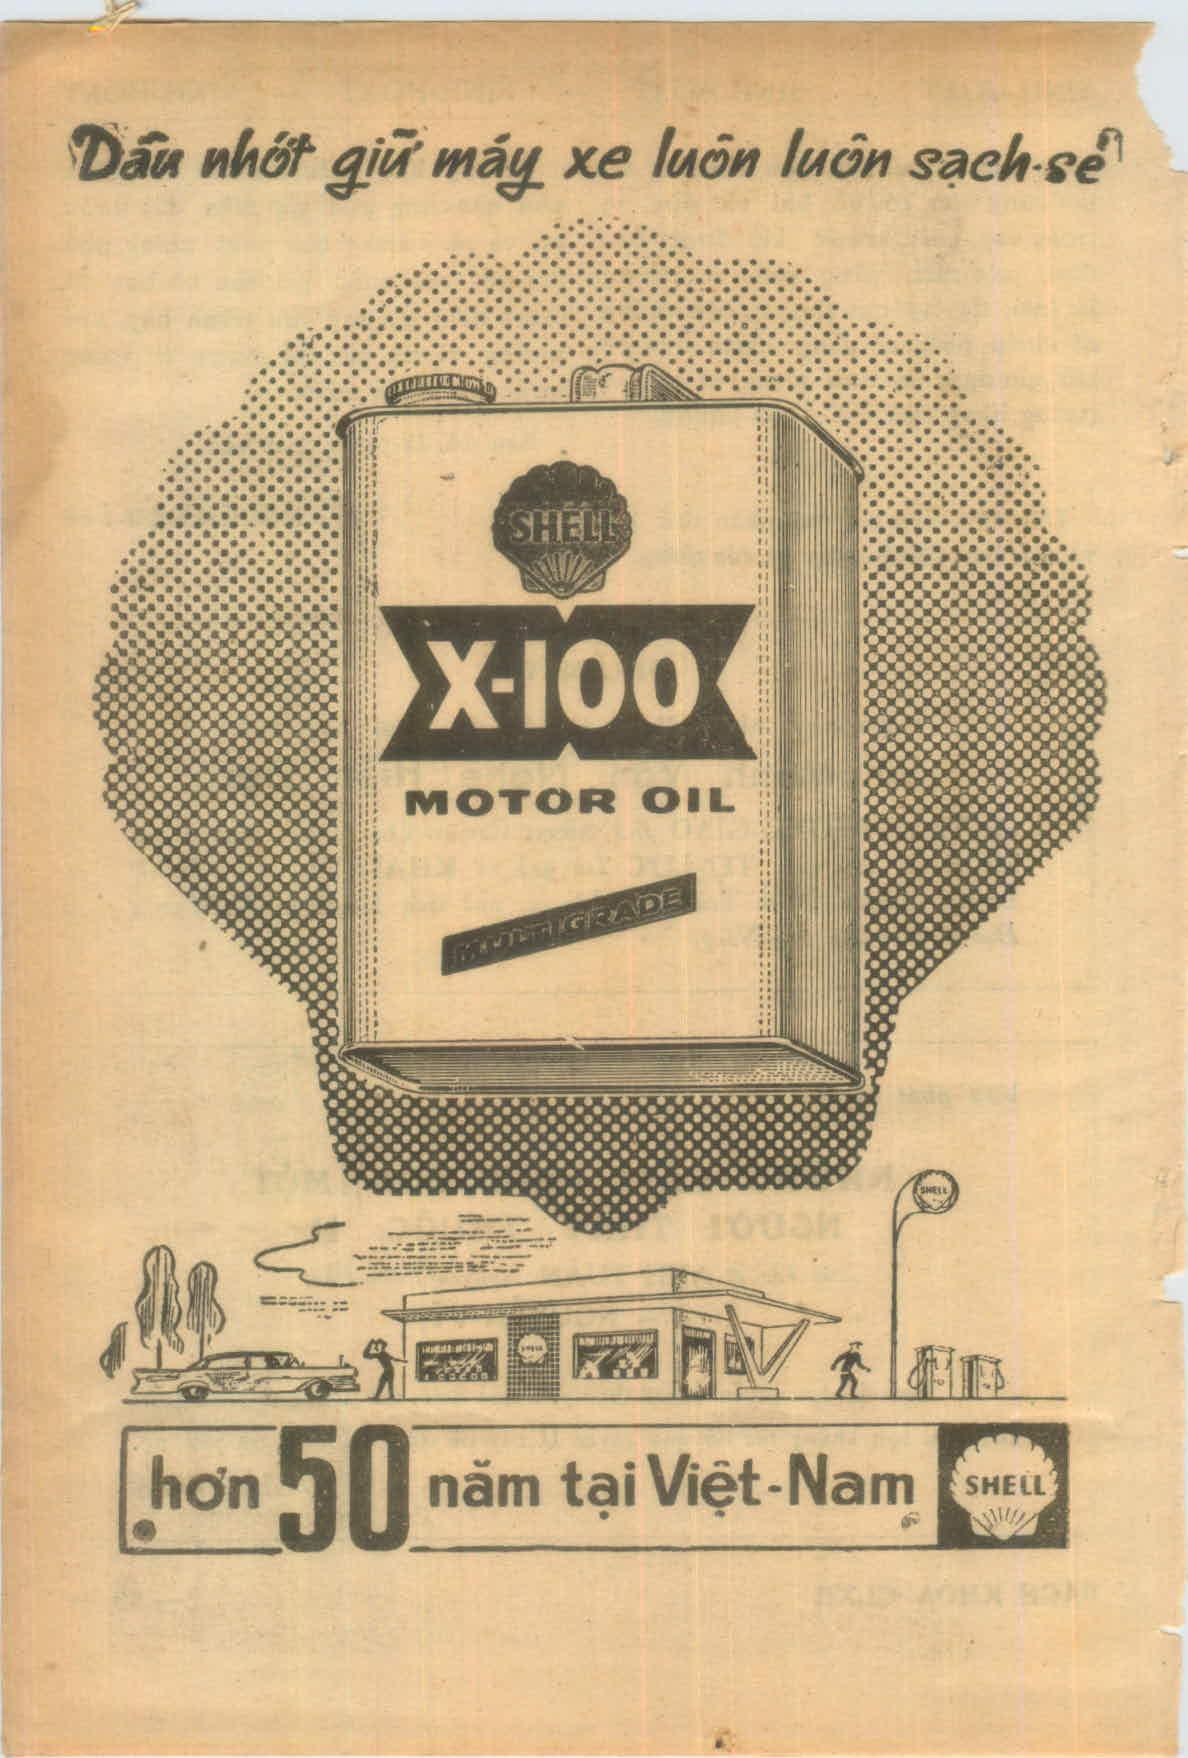 Dầu nhớt giữ máy xe luôn luôn sạch-sẽ
SHELL
X-100
MOTOR OIL
MULTIGRADE
SHELL
SHELL
hơn 50 năm tại Việt-Nam
SHELL